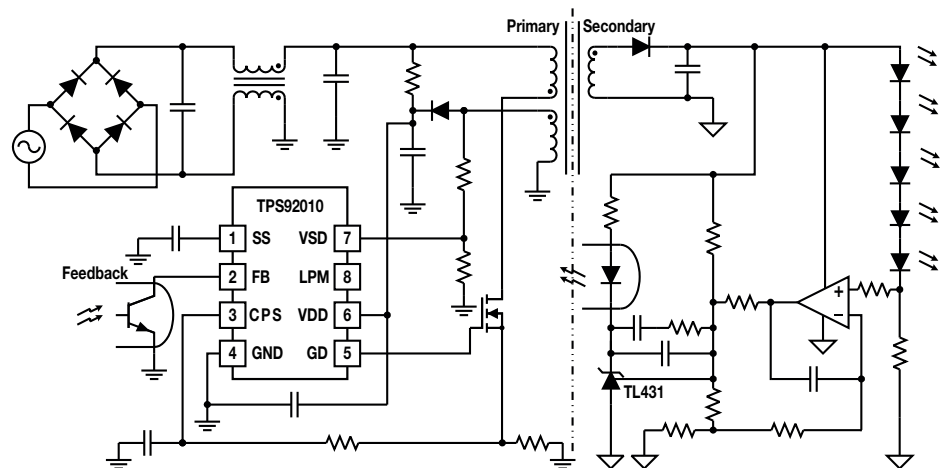 Primary Secondary
TPS92010
1 SS VSD 7
Feedback
2 FB LPM 8
3 CPS VDD 6
4 GND GD 5
+
−
TL431